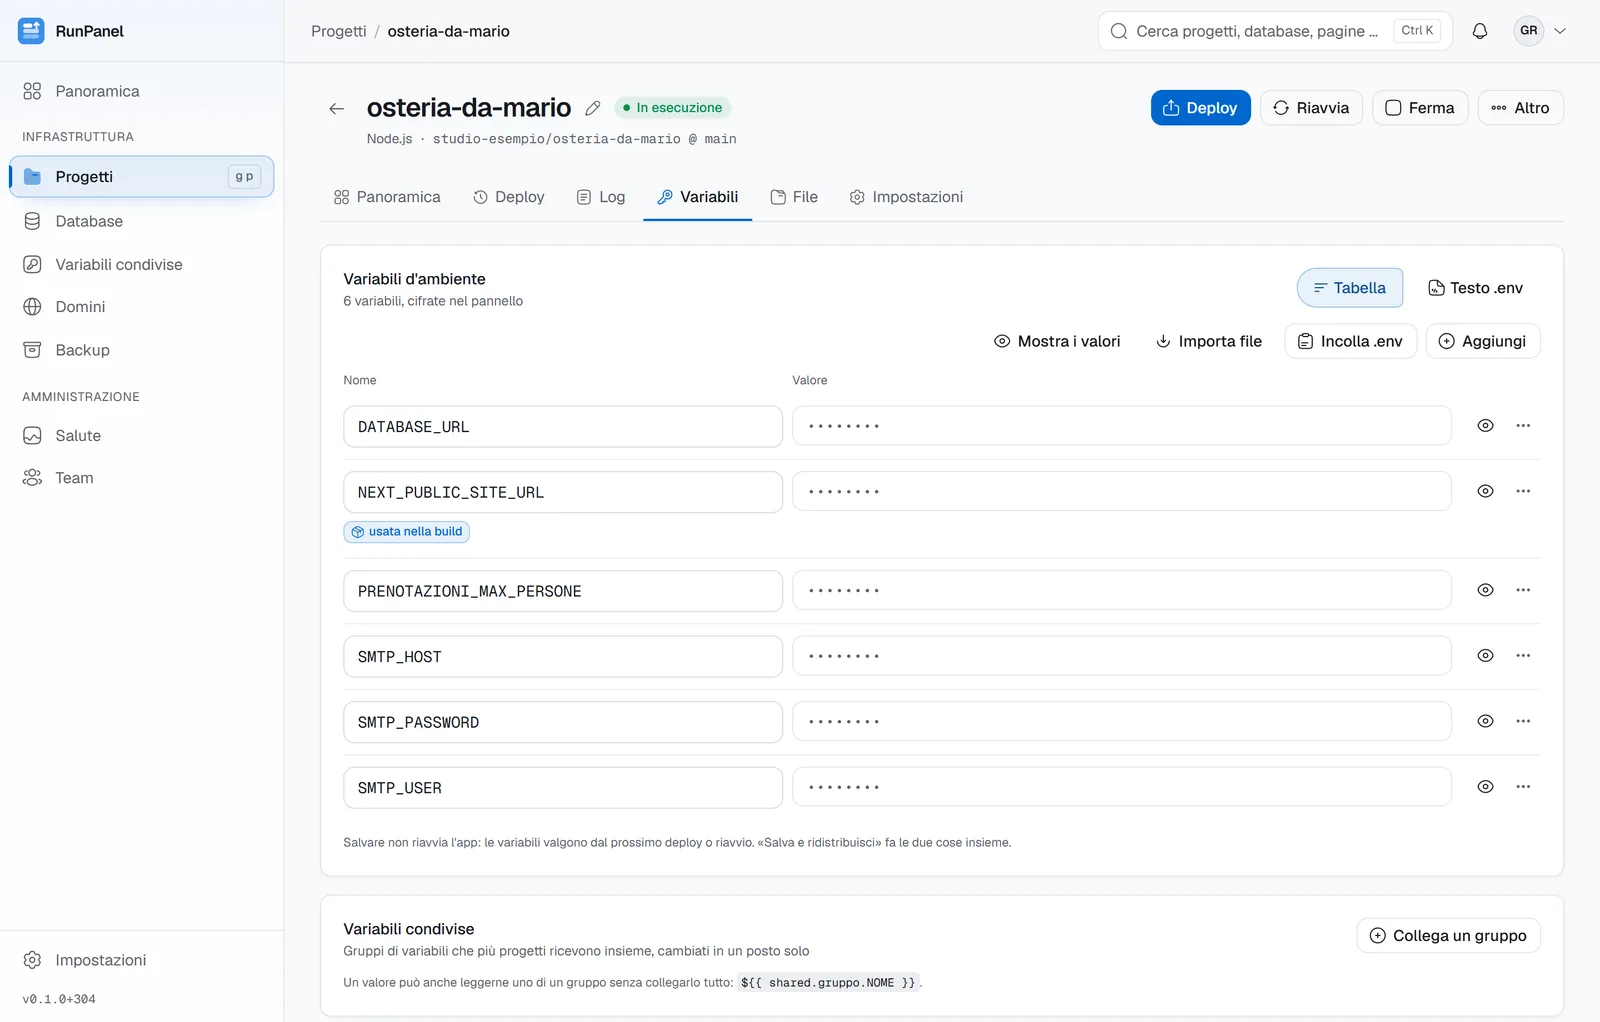 RunPanel
Progetti / osteria-da-mario
Cerca progetti, database, pagine ...
Ctrl K
GR
Panoramica
INFRASTRUTTURA
Progetti
g p
Database
Variabili condivise
Domini
Backup
AMMINISTRAZIONE
Salute
Team
Impostazioni
v0.1.0+304
osteria-da-mario
In esecuzione
Node.js · studio-esempio/osteria-da-mario @ main
Deploy
Riavvia
Ferma
Altro
Panoramica
Deploy
Log
Variabili
File
Impostazioni
Variabili d'ambiente
6 variabili, cifrate nel pannello
Tabella
Testo .env
Mostra i valori
Importa file
Incolla .env
Aggiungi
Nome
Valore
DATABASE_URL
••••••••
NEXT_PUBLIC_SITE_URL
••••••••
usata nella build
PRENOTAZIONI_MAX_PERSONE
••••••••
SMTP_HOST
••••••••
SMTP_PASSWORD
••••••••
SMTP_USER
••••••••
Salvare non riavvia l'app: le variabili valgono dal prossimo deploy o riavvio. «Salva e ridistribuisci» fa le due cose insieme.
Variabili condivise
Gruppi di variabili che più progetti ricevono insieme, cambiati in un posto solo
Collega un gruppo
Un valore può anche leggerne uno di un gruppo senza collegarlo tutto: ${{ shared.gruppo.NOME }}.